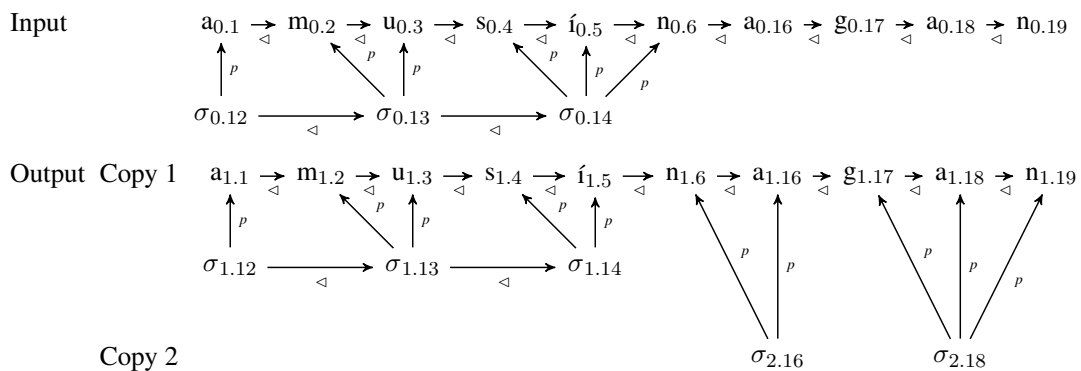 Input a0.1 ◁ m0.2 ◁ u0.3 ◁ s0.4 ◁ í0.5 ◁ n0.6 ◁ a0.16 ◁ g0.17 ◁ a0.18 ◁ n0.19
p p p p p p
σ0.12 ◁ σ0.13 ◁ σ0.14
Output Copy 1 a1.1 ◁ m1.2 ◁ u1.3 ◁ s1.4 ◁ í1.5 ◁ n1.6 ◁ a1.16 ◁ g1.17 ◁ a1.18 ◁ n1.19
p p p p p p p p p p
σ1.12 ◁ σ1.13 ◁ σ1.14
Copy 2 σ2.16 σ2.18